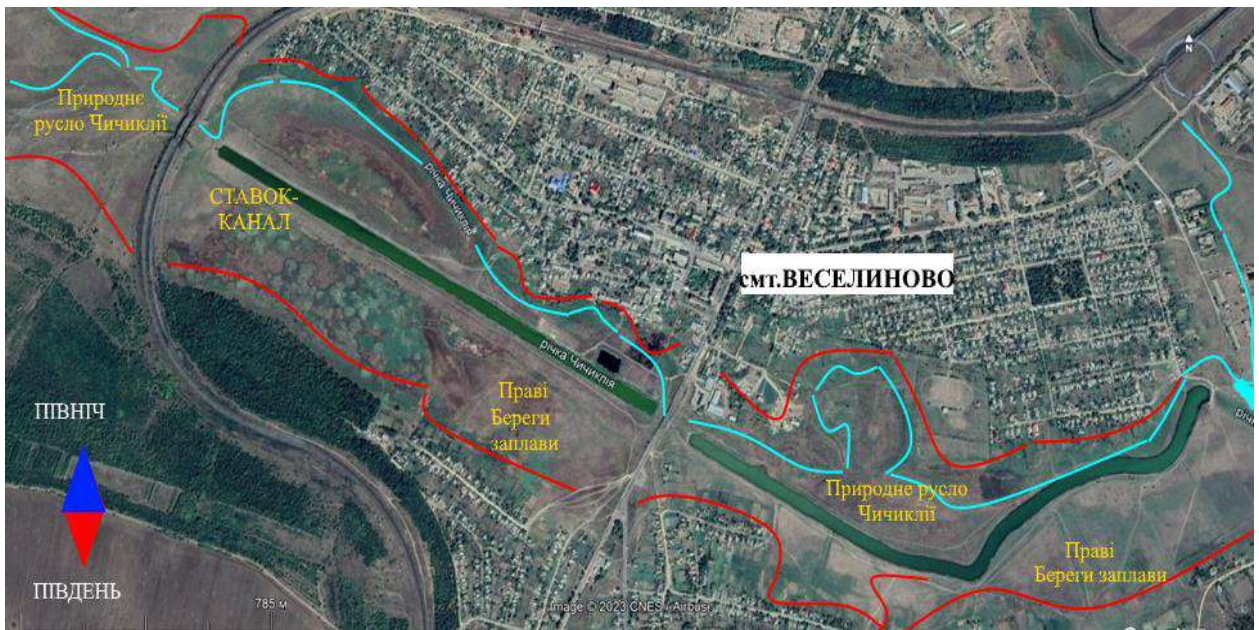 N
Природнє
русло Чичиклії
СТАВОК-
КАНАЛ
річка Чичиклія
смт.ВЕСЕЛИНОВО
річка Чичиклія
Праві
Береги
заплави
ПІВНІЧ
Природне русло
Чичиклії
Праві
Береги заплави
ПІВДЕНЬ
785 м
Image © 2023 CNES / Airbus